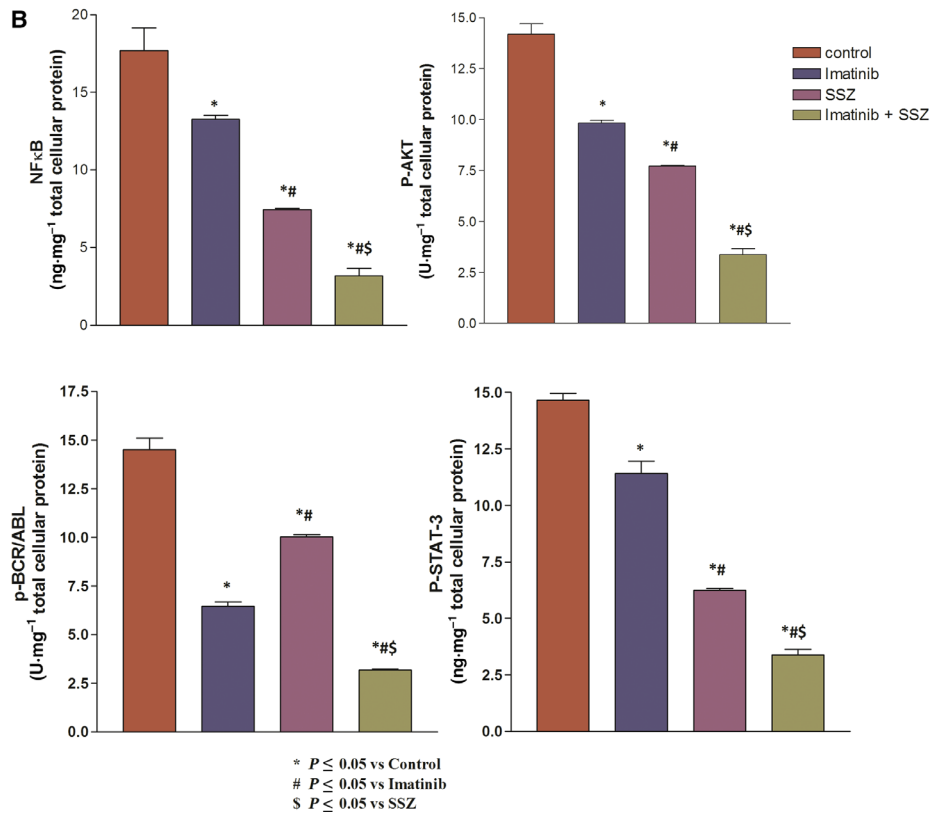 B
NFκB
(ng·mg⁻¹ total cellular protein)
20
15
10
5
0
*
*#
*#$
P-AKT
(U·mg⁻¹ total cellular protein)
15.0
12.5
10.0
7.5
5.0
2.5
0.0
*
*#
*#$
control
Imatinib
SSZ
Imatinib + SSZ
p-BCR/ABL
(U·mg⁻¹ total cellular protein)
17.5
15.0
12.5
10.0
7.5
5.0
2.5
0.0
*
*#
*#$
P-STAT-3
(ng·mg⁻¹ total cellular protein)
15.0
12.5
10.0
7.5
5.0
2.5
0.0
*
*#
*#$
* P ≤ 0.05 vs Control
# P ≤ 0.05 vs Imatinib
$ P ≤ 0.05 vs SSZ